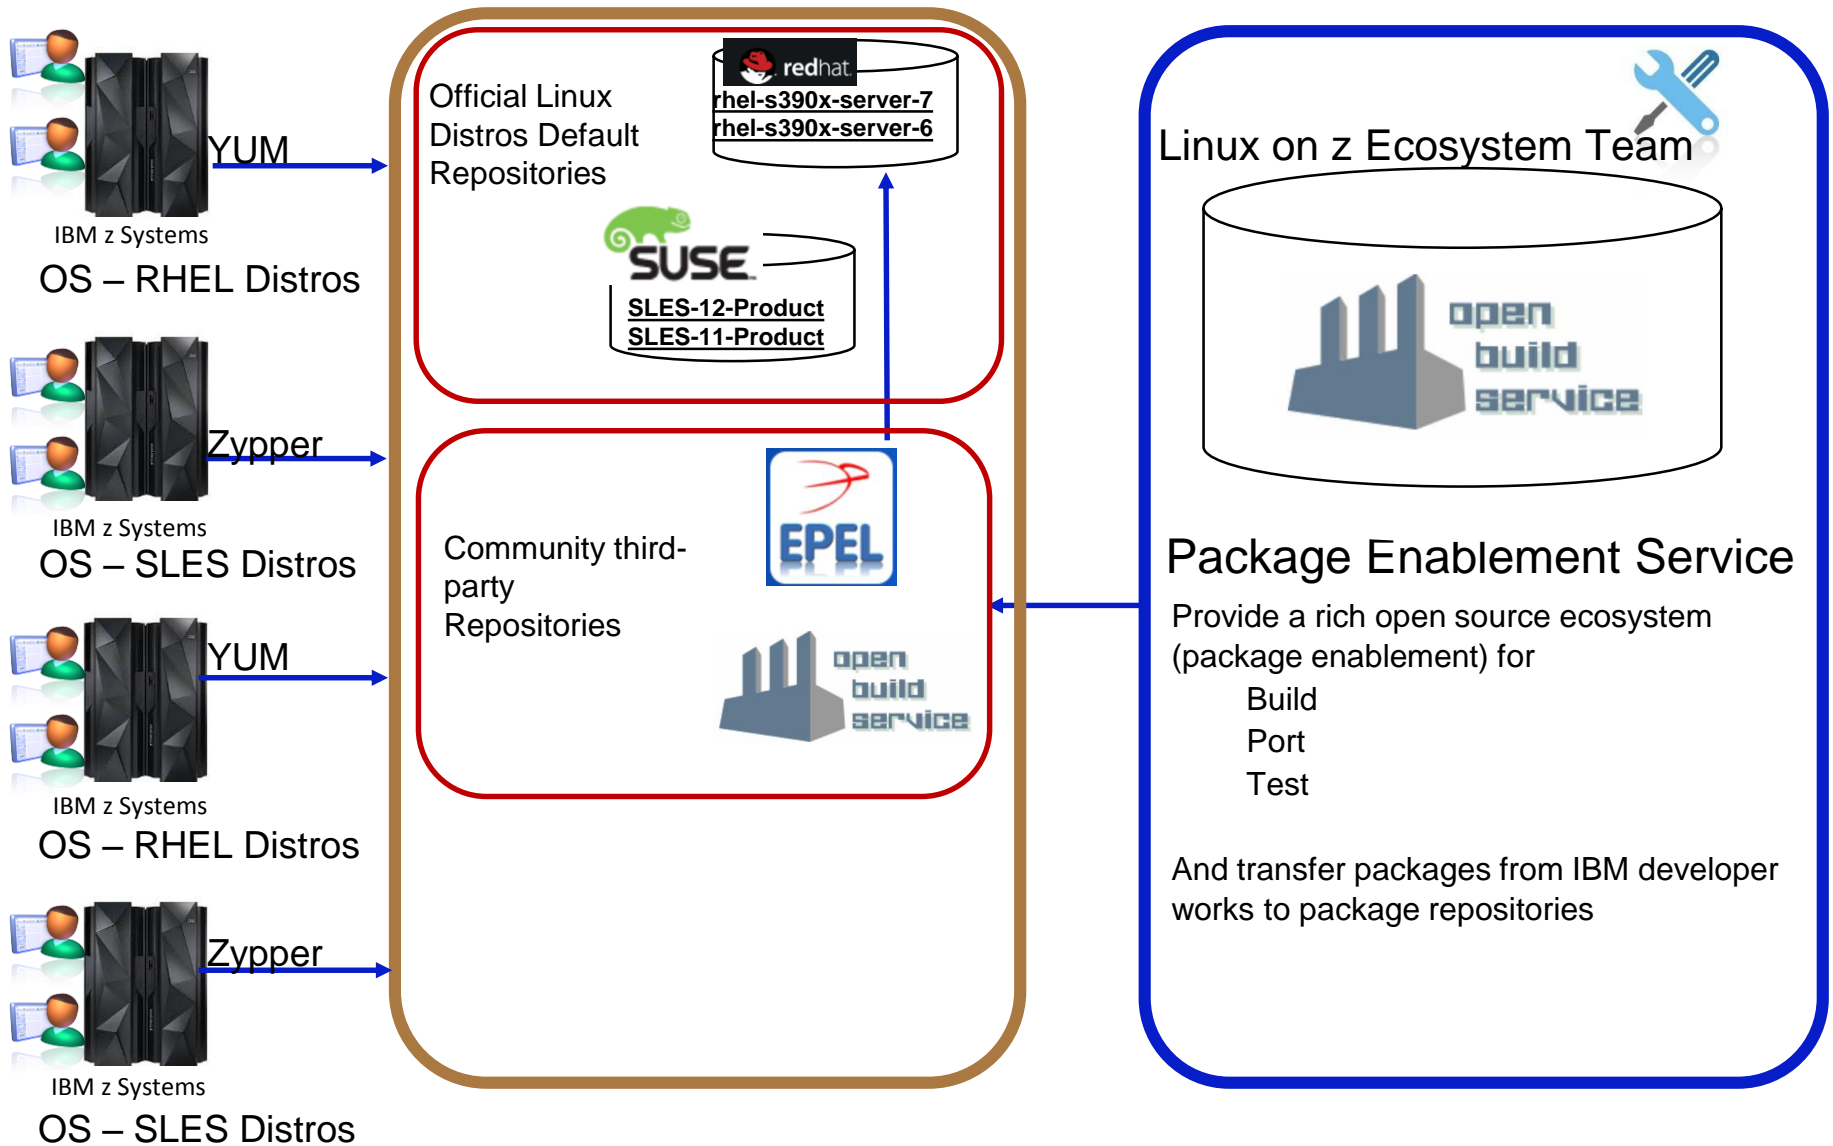 YUM
IBM z Systems
OS – RHEL Distros
Zypper
IBM z Systems
OS – SLES Distros
YUM
IBM z Systems
OS – RHEL Distros
Zypper
IBM z Systems
OS – SLES Distros
Official Linux
Distros Default
Repositories
redhat.
rhel-s390x-server-7
rhel-s390x-server-6
SUSE
SLES-12-Product
SLES-11-Product
Community third-
party
Repositories
EPEL
open
build
service
Linux on z Ecosystem Team
open
build
service
Package Enablement Service
Provide a rich open source ecosystem
(package enablement) for
Build
Port
Test
And transfer packages from IBM developer
works to package repositories